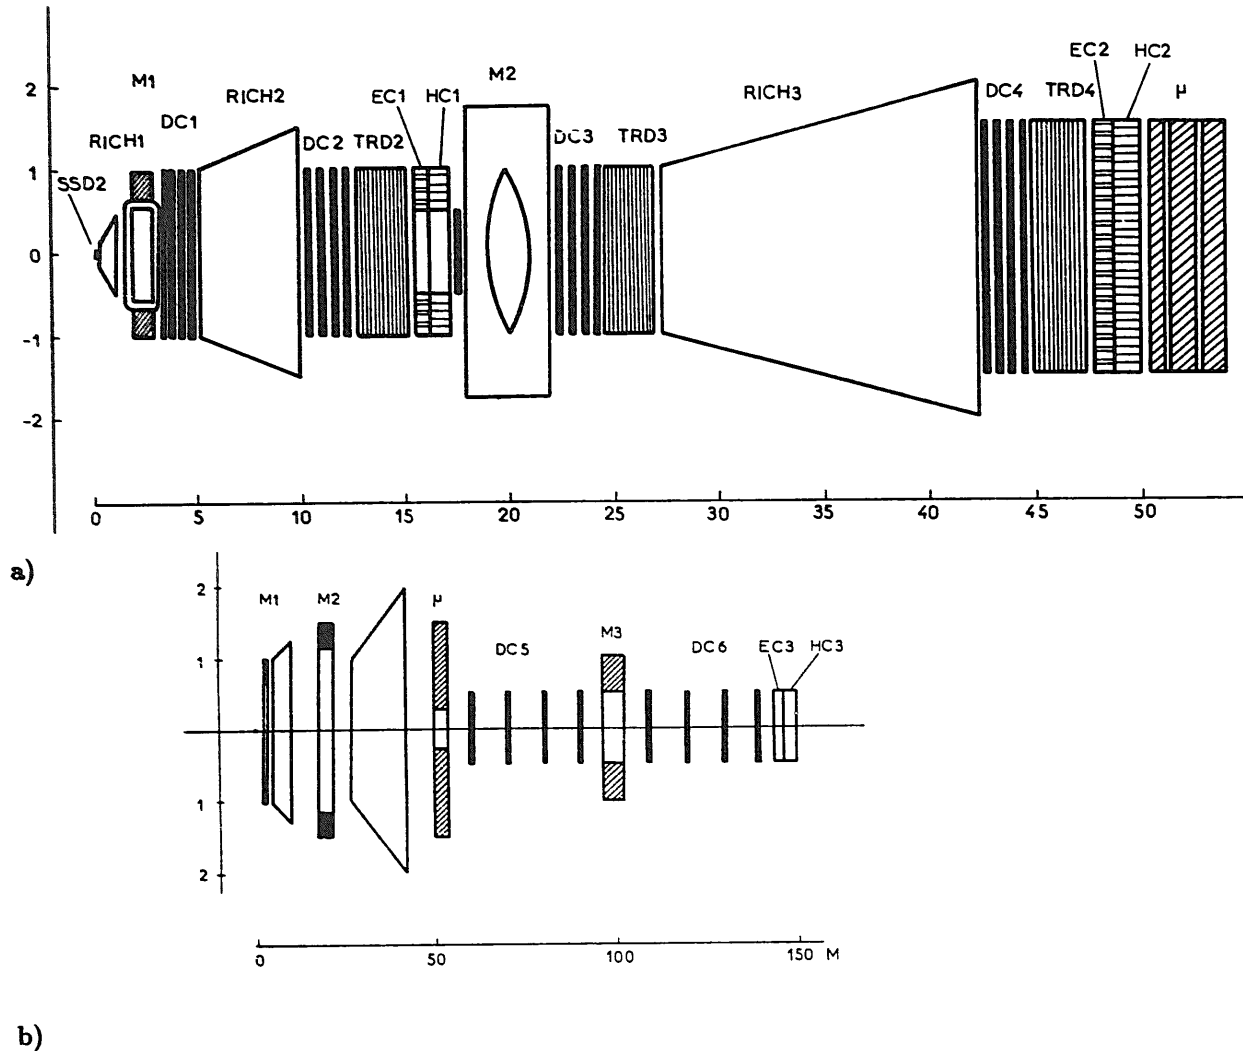 EC2 HC2
M1 RICH2 EC1 HC1 M2 RICH3 DC4 TRD4 μ
2
RICH1 DC1 DC2 TRD2 DC3 TRD3
1
SSD2
0
-1
-2
0 5 10 15 20 25 30 35 40 45 50
a)
2
M1 M2 μ
M3
1 DC5 DC6 EC3 HC3
1
2
0 50 100 150 M
b)